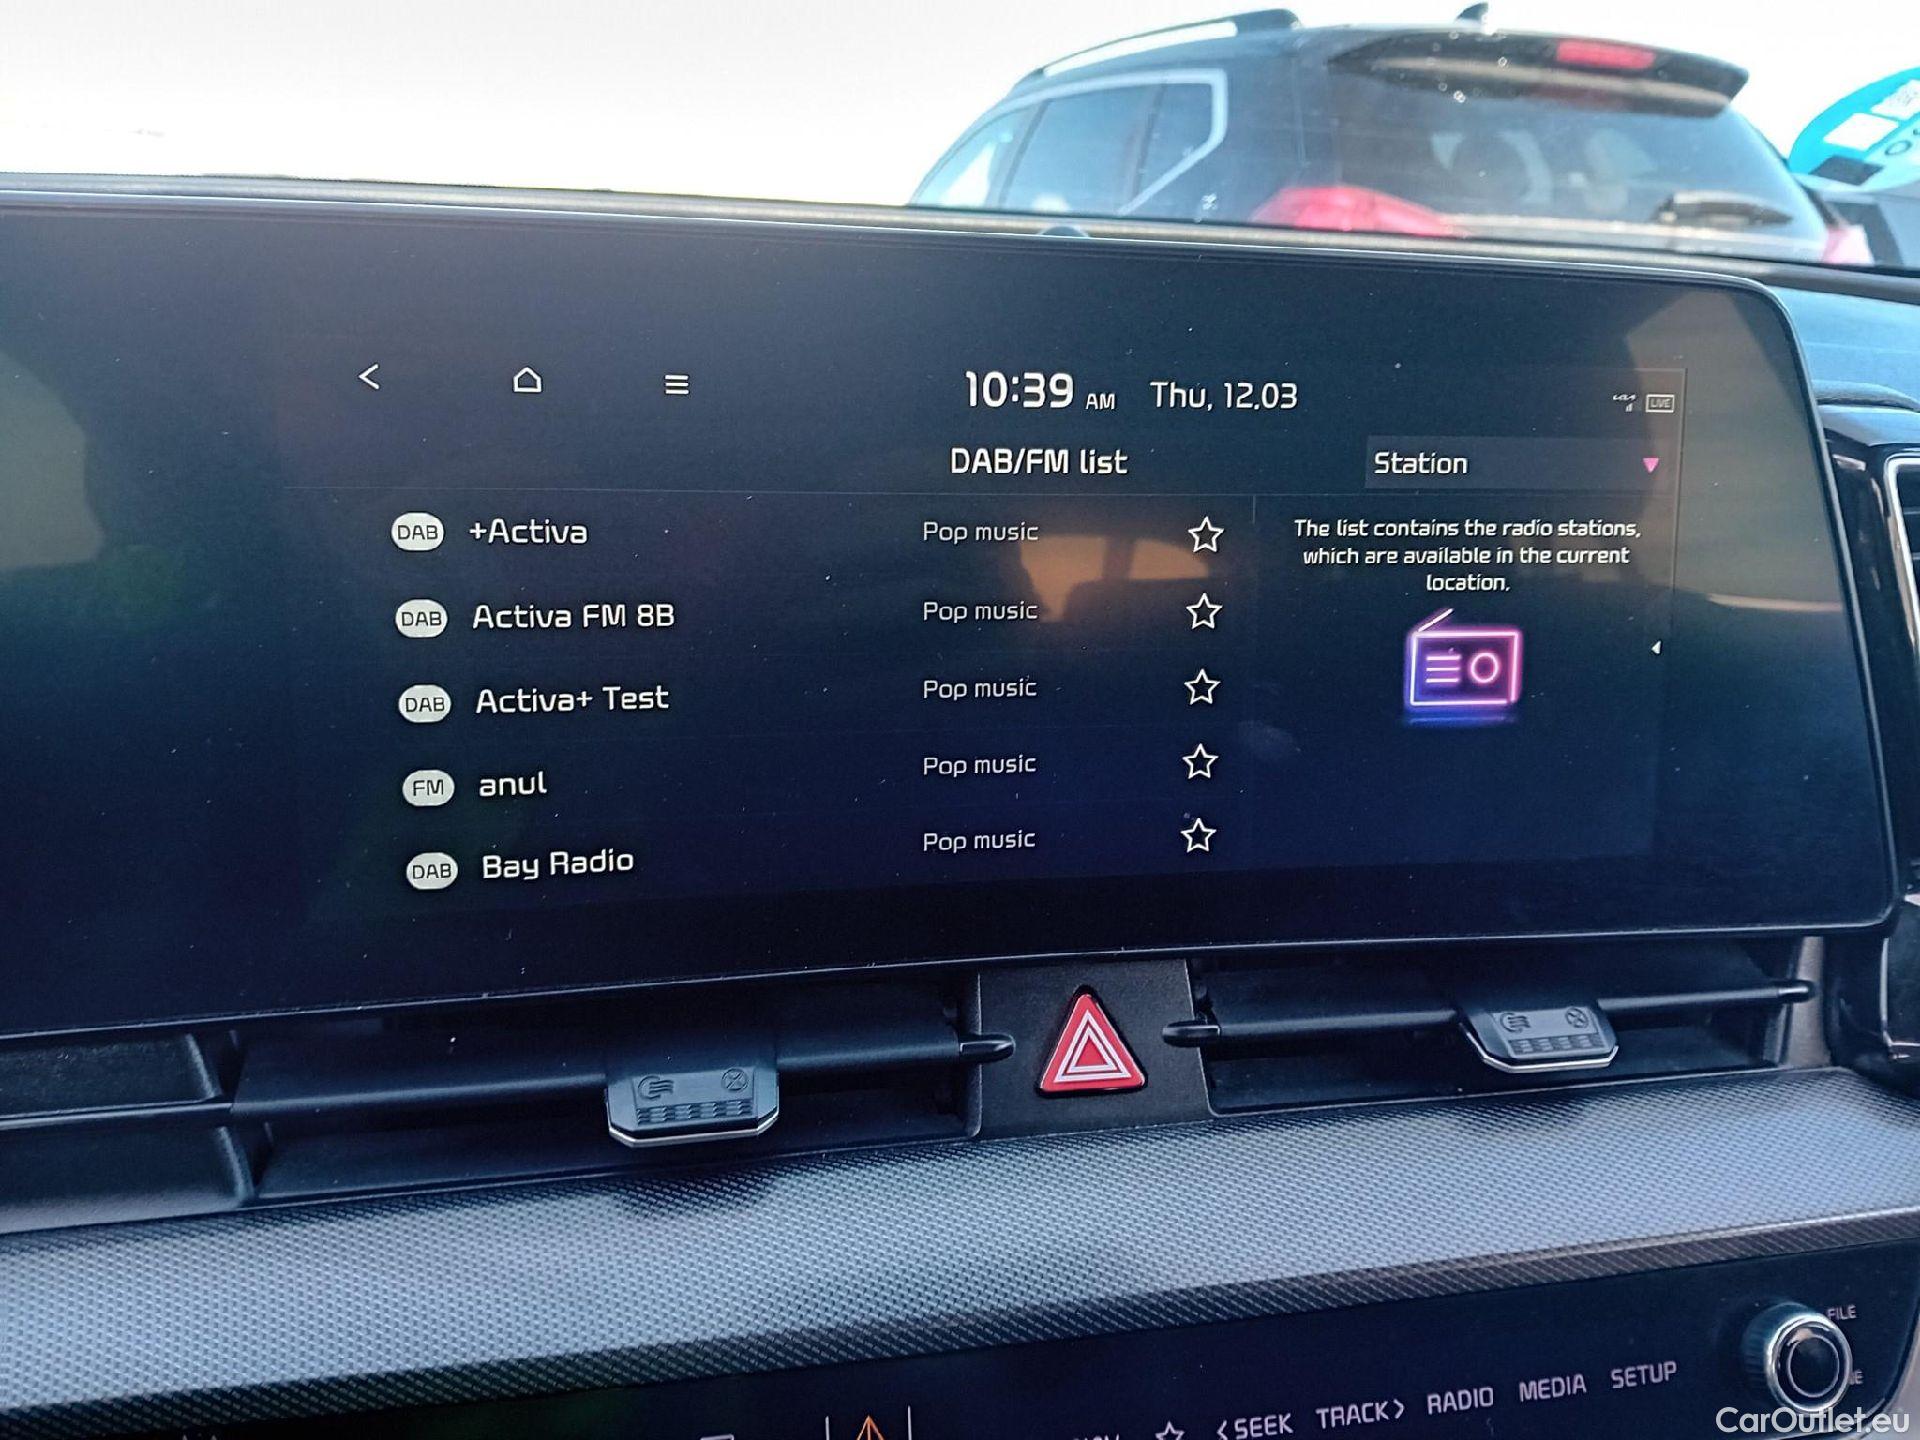 10:39 AM Thu, 12.03
LIVE
DAB/FM list
Station
DAB +Activa Pop music
DAB Activa FM 8B Pop music
DAB Activa+ Test Pop music
FM anul Pop music
DAB Bay Radio Pop music
The list contains the radio stations,
which are available in the current
location.
FILE
< SEEK TRACK > RADIO MEDIA SETUP
CarOutlet.eu